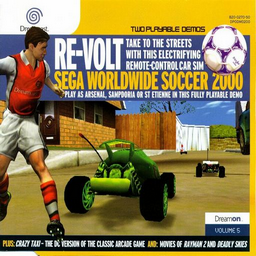 Dreamcast.
TWO PLAYABLE DEMOS
RE-VOLT
TAKE TO THE STREETS
WITH THIS ELECTRIFYING
REMOTE-CONTROL CAR SIM
SEGA WORLDWIDE SOCCER 2000
PLAY AS ARSENAL, SAMPDORIA OR ST ETIENNE IN THIS FULLY PLAYABLE DEMO
Dreamon
VOLUME 5
PLUS: CRAZY TAXI - THE DC VERSION OF THE CLASSIC ARCADE GAME AND: MOVIES OF RAYMAN 2 AND DEADLY SKIES